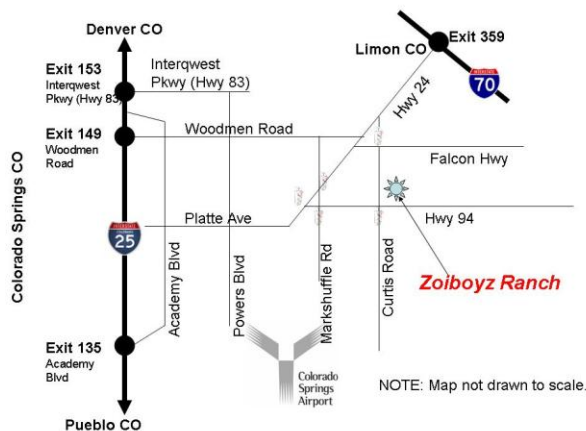 Denver CO
Exit 153
Interqwest
Pkwy (Hwy 83)
Interqwest
Pkwy (Hwy 83)
Exit 149
Woodmen
Road
Woodmen Road
Limon CO
Exit 359
INTERSTATE
70
Hwy 24
Falcon Hwy
Colorado Springs CO
Platte Ave
Hwy 94
25
Academy Blvd
Powers Blvd
Markshuffle Rd
Curtis Road
Zoiboyz Ranch
Exit 135
Academy
Blvd
Colorado
Springs
Airport
NOTE: Map not drawn to scale.
Pueblo CO